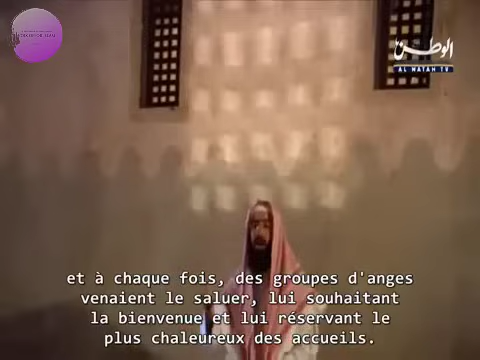 الوطن
AL WATAN TV
et à chaque fois, des groupes d'anges
venaient le saluer, lui souhaitant
la bienvenue et lui réservant le
plus chaleureux des accueils.